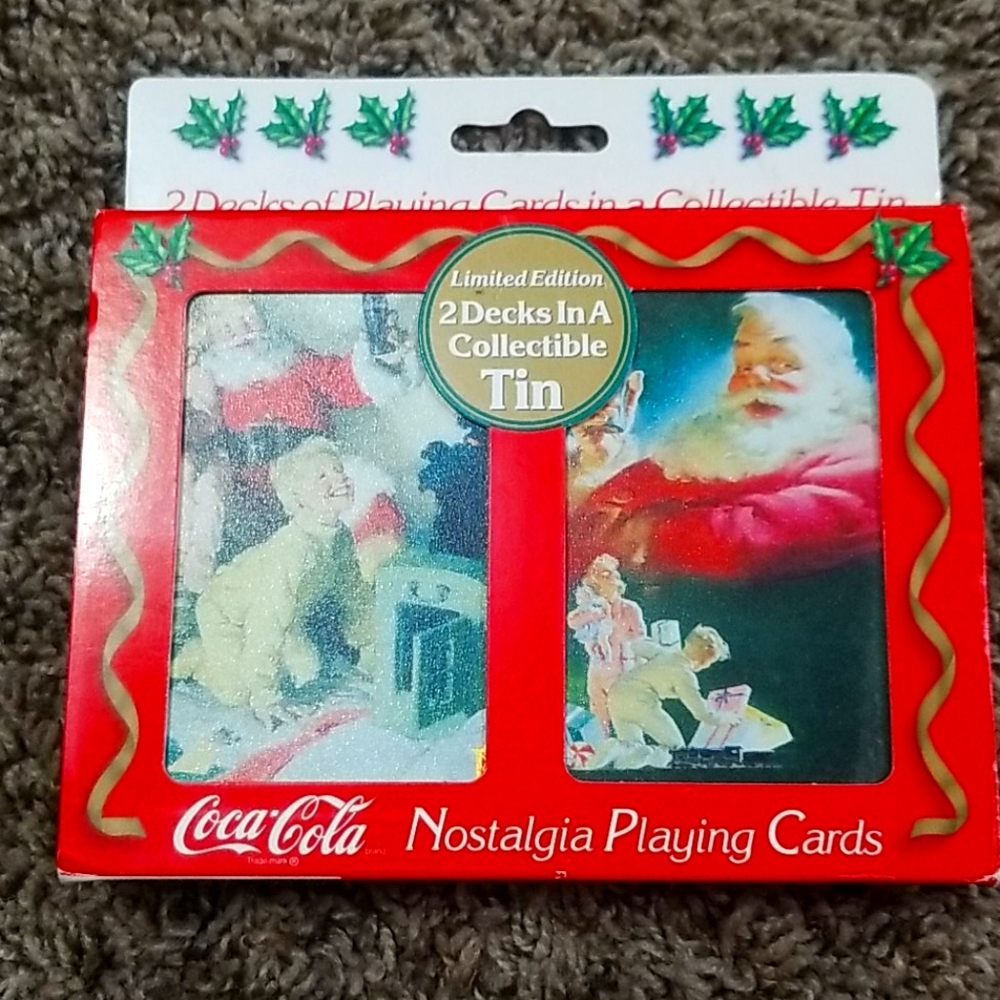 2 Decks of Playing Cards in a Collectible Tin
Limited Edition
2 Decks In A
Collectible
Tin
Coca-Cola brand
Trade-mark ®
Nostalgia Playing Cards